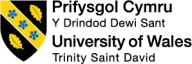 Prifysgol Cymru
Y Drindod Dewi Sant
University of Wales
Trinity Saint David